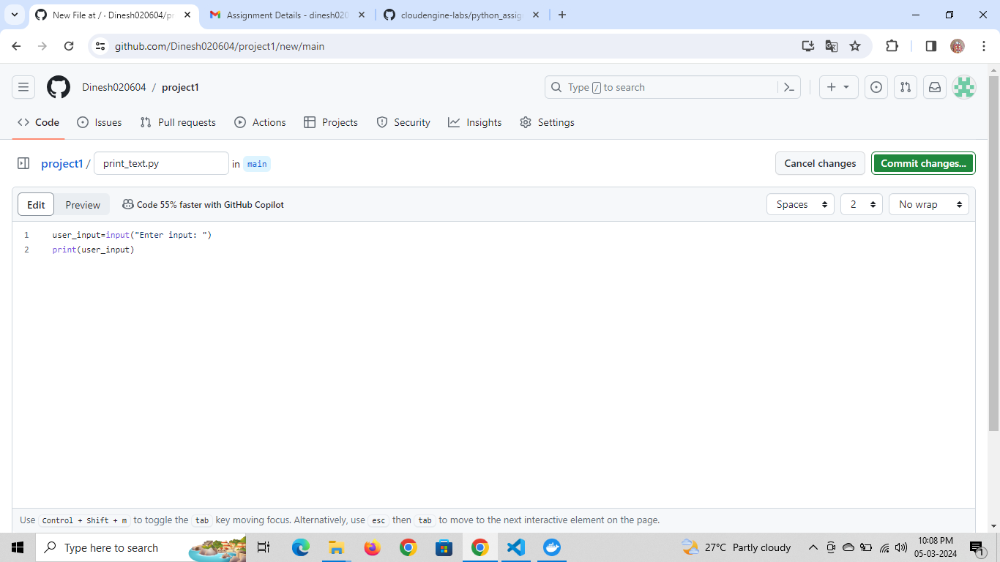 New File at / · Dinesh020604/pr
Assignment Details - dinesh020
cloudengine-labs/python_assig
github.com/Dinesh020604/project1/new/main
Dinesh020604 / project1
Type / to search
Code
Issues
Pull requests
Actions
Projects
Security
Insights
Settings
project1 / print_text.py in main
Cancel changes
Commit changes...
Edit
Preview
Code 55% faster with GitHub Copilot
Spaces
2
No wrap
1 user_input=input("Enter input: ")
2 print(user_input)
Use Control + Shift + m to toggle the tab key moving focus. Alternatively, use esc then tab to move to the next interactive element on the page.
Type here to search
27°C Partly cloudy
10:08 PM
05-03-2024
1